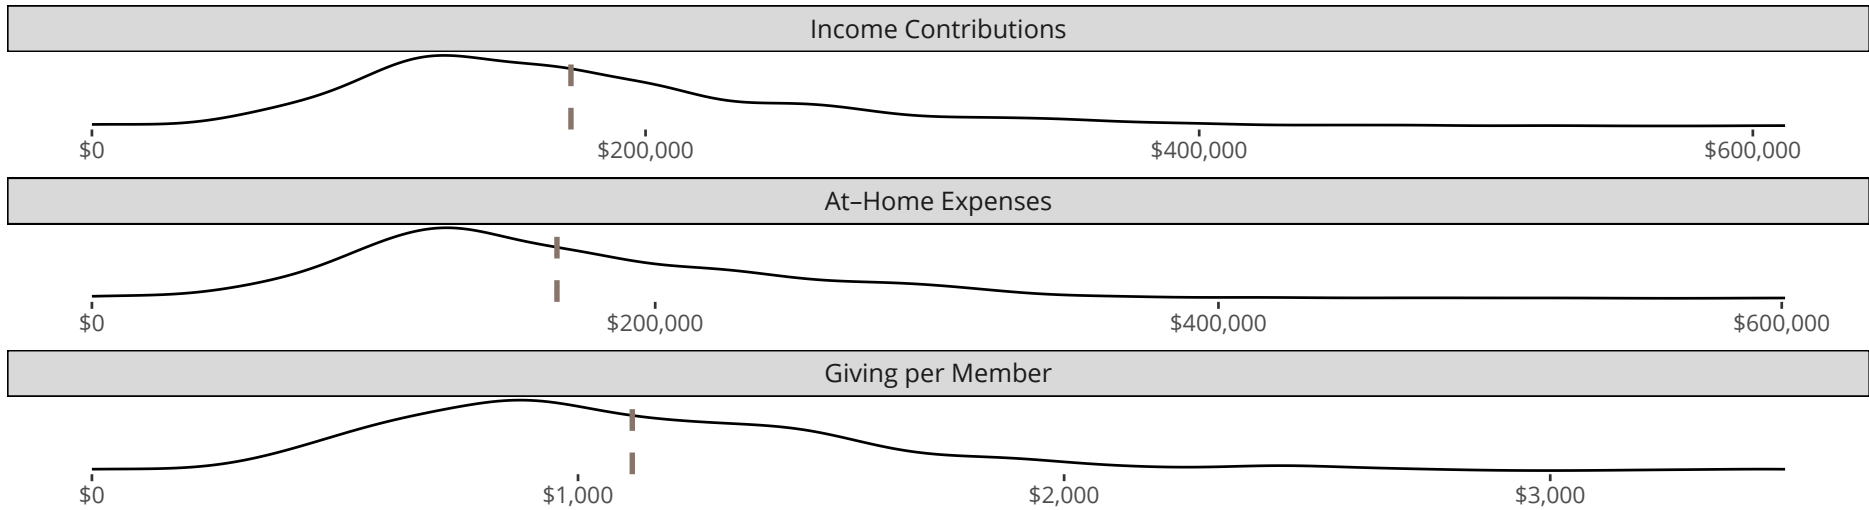 Income Contributions
$0 $200,000 $400,000 $600,000
At–Home Expenses
$0 $200,000 $400,000 $600,000
Giving per Member
$0 $1,000 $2,000 $3,000